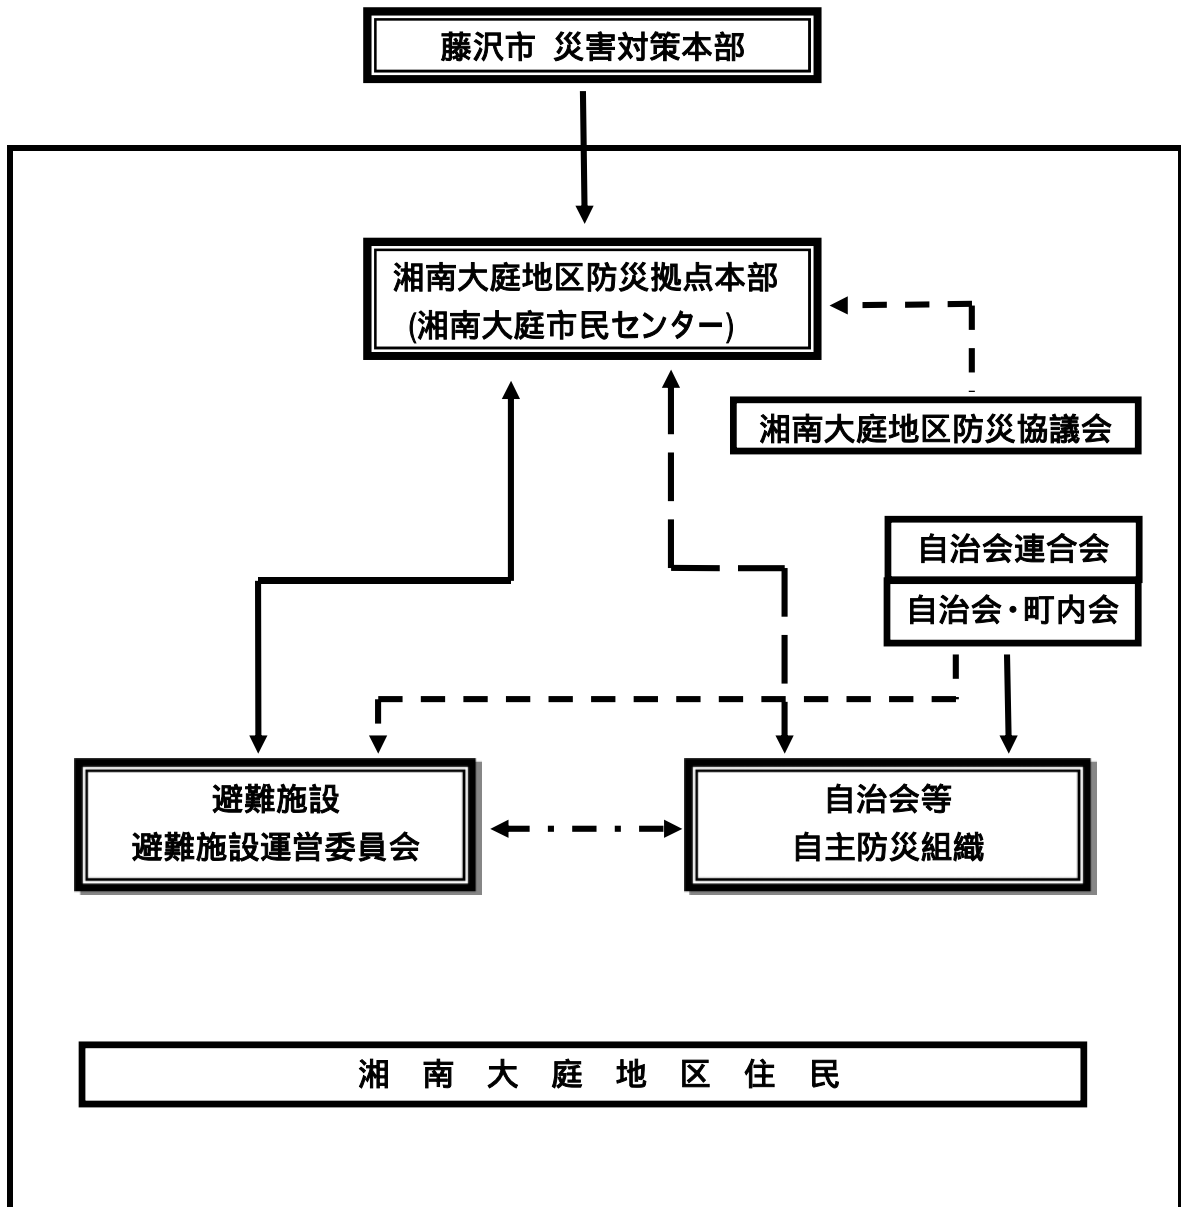 藤沢市 災害対策本部
湘南大庭地区防災拠点本部
(湘南大庭市民センター)
湘南大庭地区防災協議会
自治会連合会
自治会・町内会
避難施設
避難施設運営委員会
自治会等
自主防災組織
湘 南 大 庭 地 区 住 民